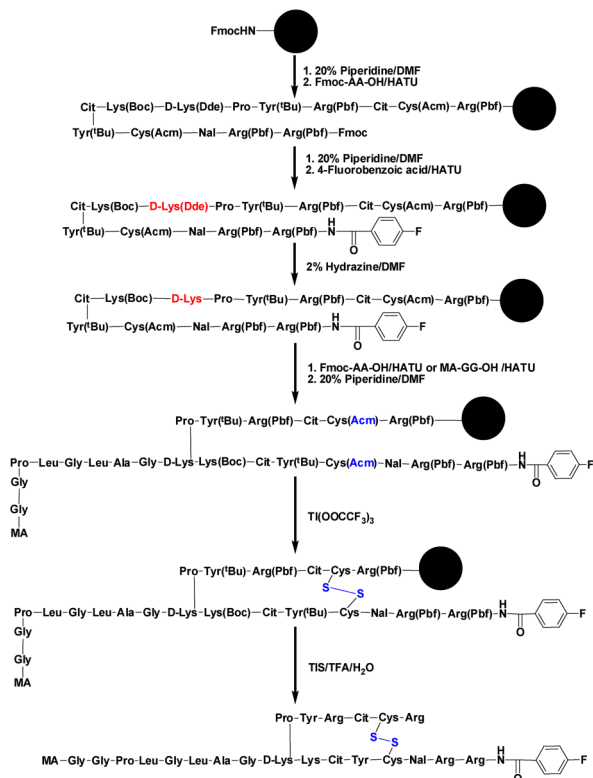 FmocHN
1. 20% Piperidine/DMF
2. Fmoc-AA-OH/HATU
Cit-Lys(Boc)-D-Lys(Dde)-Pro-Tyr(tBu)-Arg(Pbf)-Cit-Cys(Acm)-Arg(Pbf)
Tyr(tBu)-Cys(Acm)-Nal-Arg(Pbf)-Arg(Pbf)-Fmoc
1. 20% Piperidine/DMF
2. 4-Fluorobenzoic acid/HATU
Cit-Lys(Boc)-D-Lys(Dde)-Pro-Tyr(tBu)-Arg(Pbf)-Cit-Cys(Acm)-Arg(Pbf)
Tyr(tBu)-Cys(Acm)-Nal-Arg(Pbf)-Arg(Pbf)-N
H
O
F
2% Hydrazine/DMF
Cit-Lys(Boc)-D-Lys-Pro-Tyr(tBu)-Arg(Pbf)-Cit-Cys(Acm)-Arg(Pbf)
Tyr(tBu)-Cys(Acm)-Nal-Arg(Pbf)-Arg(Pbf)-N
H
O
F
1. Fmoc-AA-OH/HATU or MA-GG-OH /HATU
2. 20% Piperidine/DMF
Pro-Tyr(tBu)-Arg(Pbf)-Cit-Cys(Acm)-Arg(Pbf)
Pro-Leu-Gly-Leu-Ala-Gly-D-Lys-Lys(Boc)-Cit-Tyr(tBu)-Cys(Acm)-Nal-Arg(Pbf)-Arg(Pbf)-N
H
O
F
Gly
Gly
MA
Tl(OOCCF3)3
Pro-Tyr(tBu)-Arg(Pbf)-Cit-Cys-Arg(Pbf)
S
S
Pro-Leu-Gly-Leu-Ala-Gly-D-Lys-Lys(Boc)-Cit-Tyr(tBu)-Cys-Nal-Arg(Pbf)-Arg(Pbf)-N
H
O
F
Gly
Gly
MA
TIS/TFA/H2O
Pro-Tyr-Arg-Cit-Cys-Arg
S
S
MA-Gly-Gly-Pro-Leu-Gly-Leu-Ala-Gly-D-Lys-Lys-Cit-Tyr-Cys-Nal-Arg-Arg-N
H
O
F